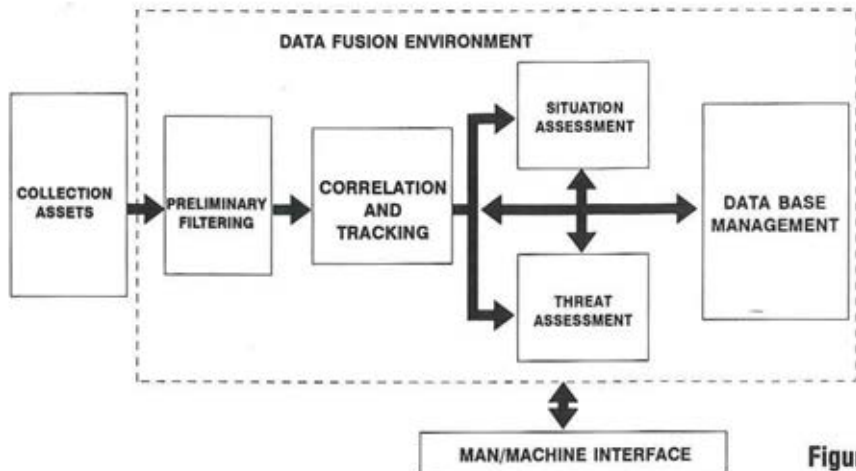 DATA FUSION ENVIRONMENT
COLLECTION
ASSETS
PRELIMINARY
FILTERING
CORRELATION
AND
TRACKING
SITUATION
ASSESSMENT
THREAT
ASSESSMENT
DATA BASE
MANAGEMENT
MAN/MACHINE INTERFACE